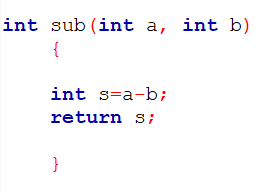 int sub(int a, int b)
{
int s=a-b;
return s;
}